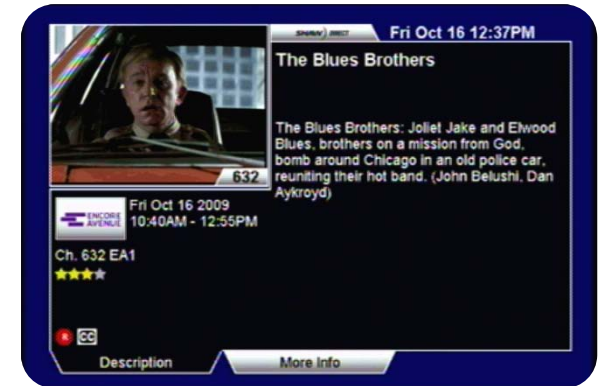 SHAW) DIRECT
Fri Oct 16 12:37PM
The Blues Brothers
The Blues Brothers: Joliet Jake and Elwood
Blues, brothers on a mission from God,
bomb around Chicago in an old police car,
reuniting their hot band. (John Belushi, Dan
Aykroyd)
632
ENCORE
AVENUE
Fri Oct 16 2009
10:40AM - 12:55PM
Ch. 632 EA1
R CC
Description
More Info